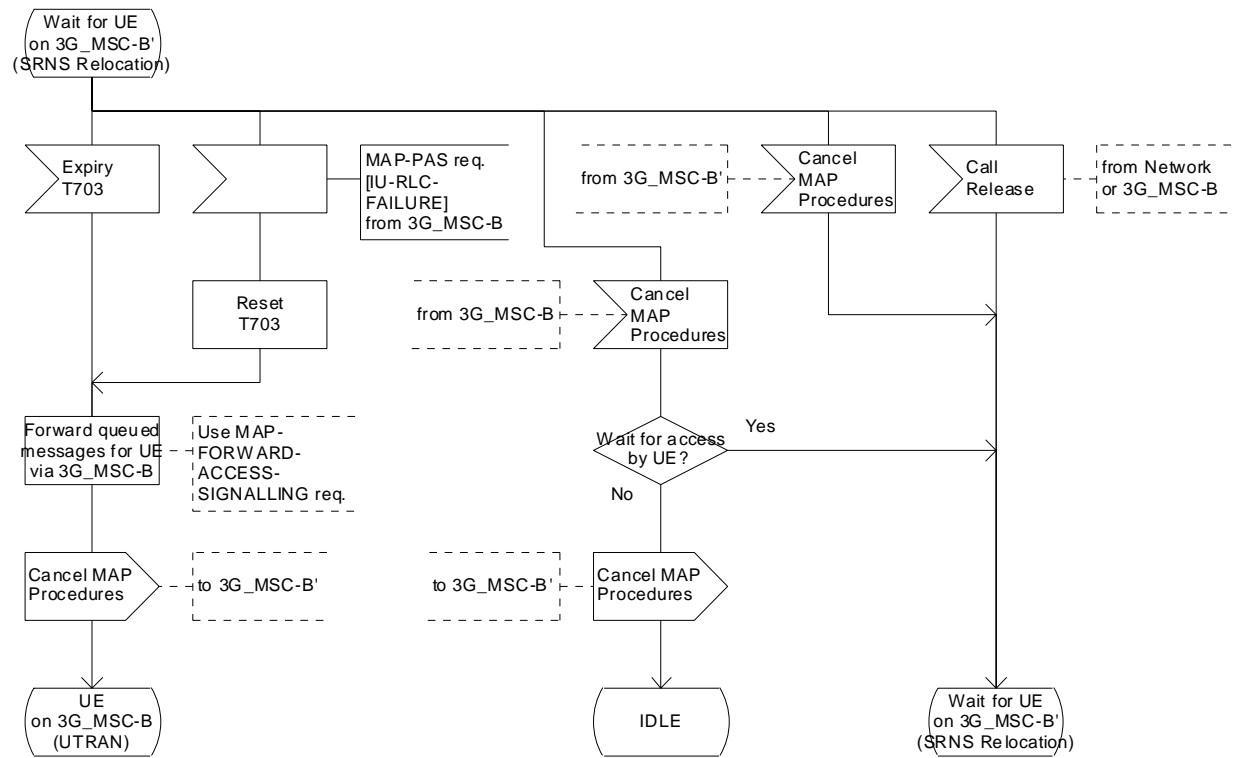 Wait for UE
on 3G_MSC-B'
(SRNS Relocation)
Expiry
T703
MAP-PAS req.
[IU-RLC-
FAILURE]
from 3G_MSC-B
from 3G_MSC-B'
Cancel
MAP
Procedures
Call
Release
from Network
or 3G_MSC-B
Reset
T703
from 3G_MSC-B
Cancel
MAP
Procedures
Forward queued
messages for UE
via 3G_MSC-B
Use MAP-
FORWARD-
ACCESS-
SIGNALLING req.
Wait for access
by UE?
Yes
No
Cancel MAP
Procedures
to 3G_MSC-B'
to 3G_MSC-B'
Cancel MAP
Procedures
UE
on 3G_MSC-B
(UTRAN)
IDLE
Wait for UE
on 3G_MSC-B'
(SRNS Relocation)